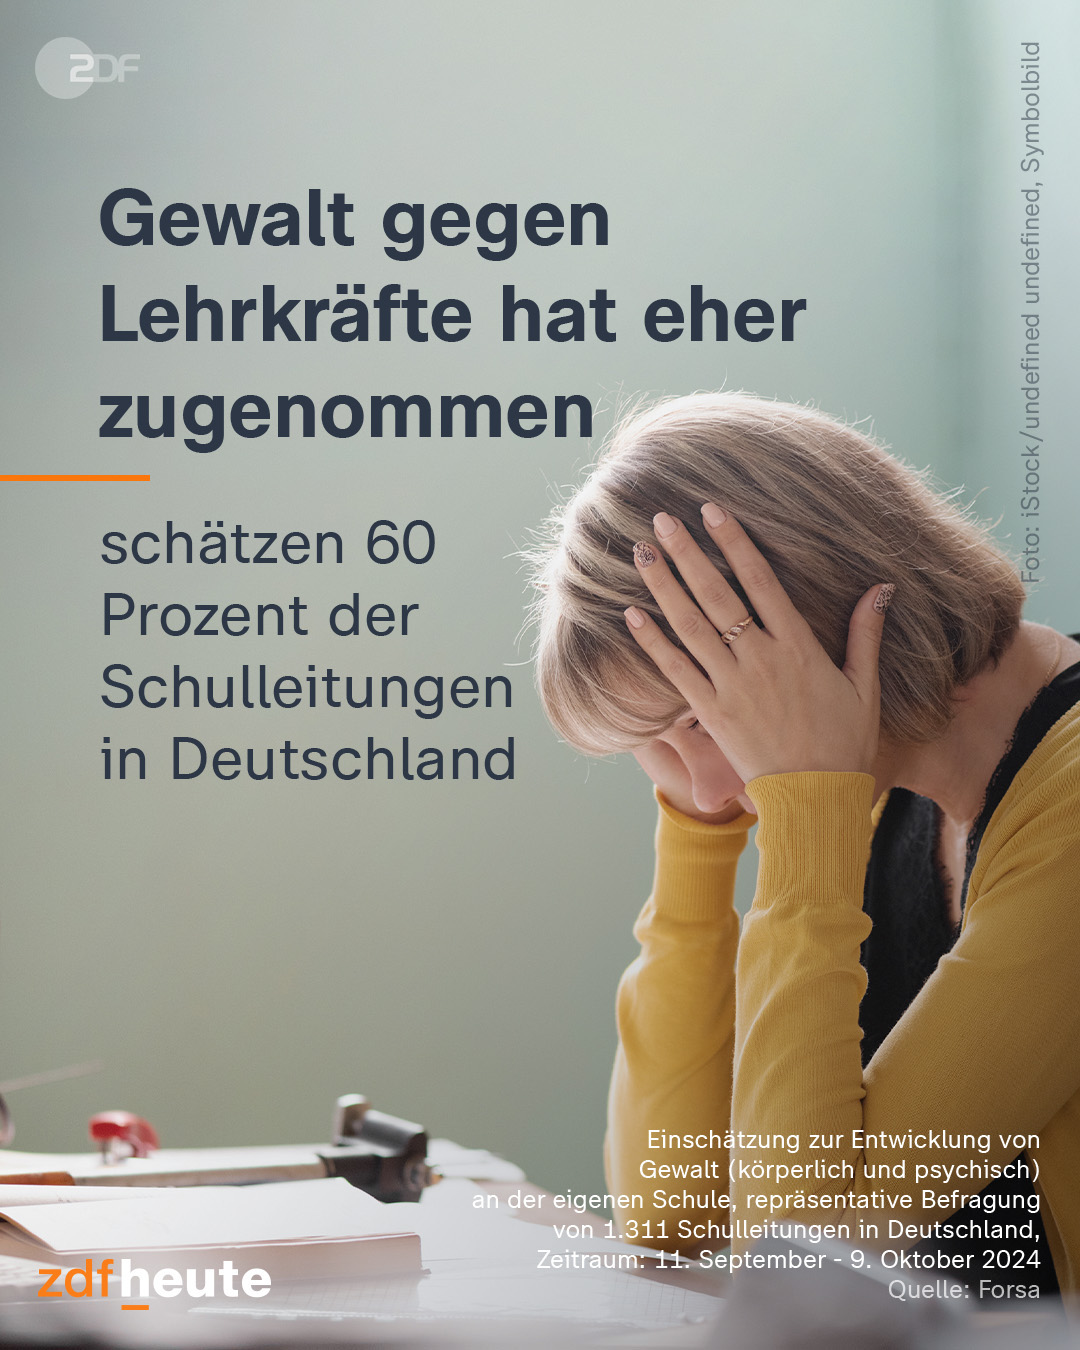 ZDF
Foto: iStock/undefined undefined, Symbolbild
Gewalt gegen
Lehrkräfte hat eher
zugenommen
schätzen 60
Prozent der
Schulleitungen
in Deutschland
Einschätzung zur Entwicklung von
Gewalt (körperlich und psychisch)
an der eigenen Schule, repräsentative Befragung
von 1.311 Schulleitungen in Deutschland,
Zeitraum: 11. September - 9. Oktober 2024
Quelle: Forsa
zdfheute